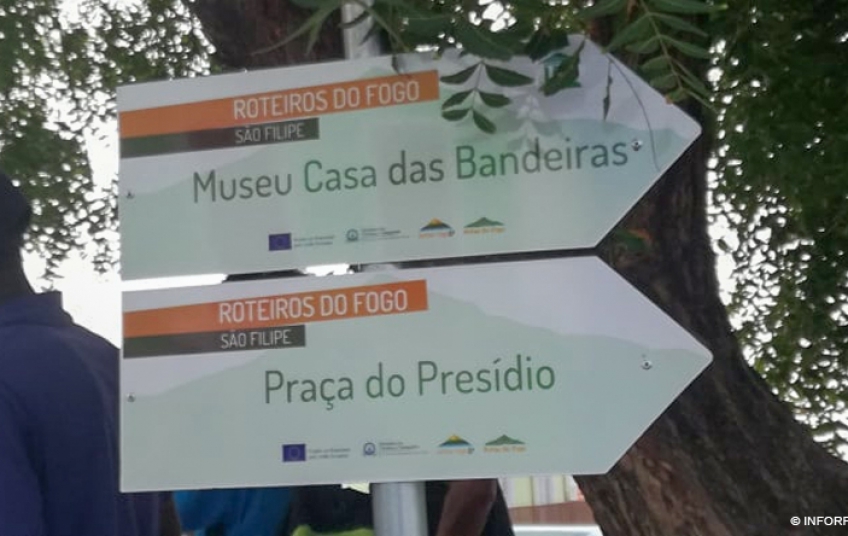 ROTEIROS DO FOGO
SÃO FILIPE
Museu Casa das Bandeiras
ROTEIROS DO FOGO
SÃO FILIPE
Praça do Presídio
© INFORP